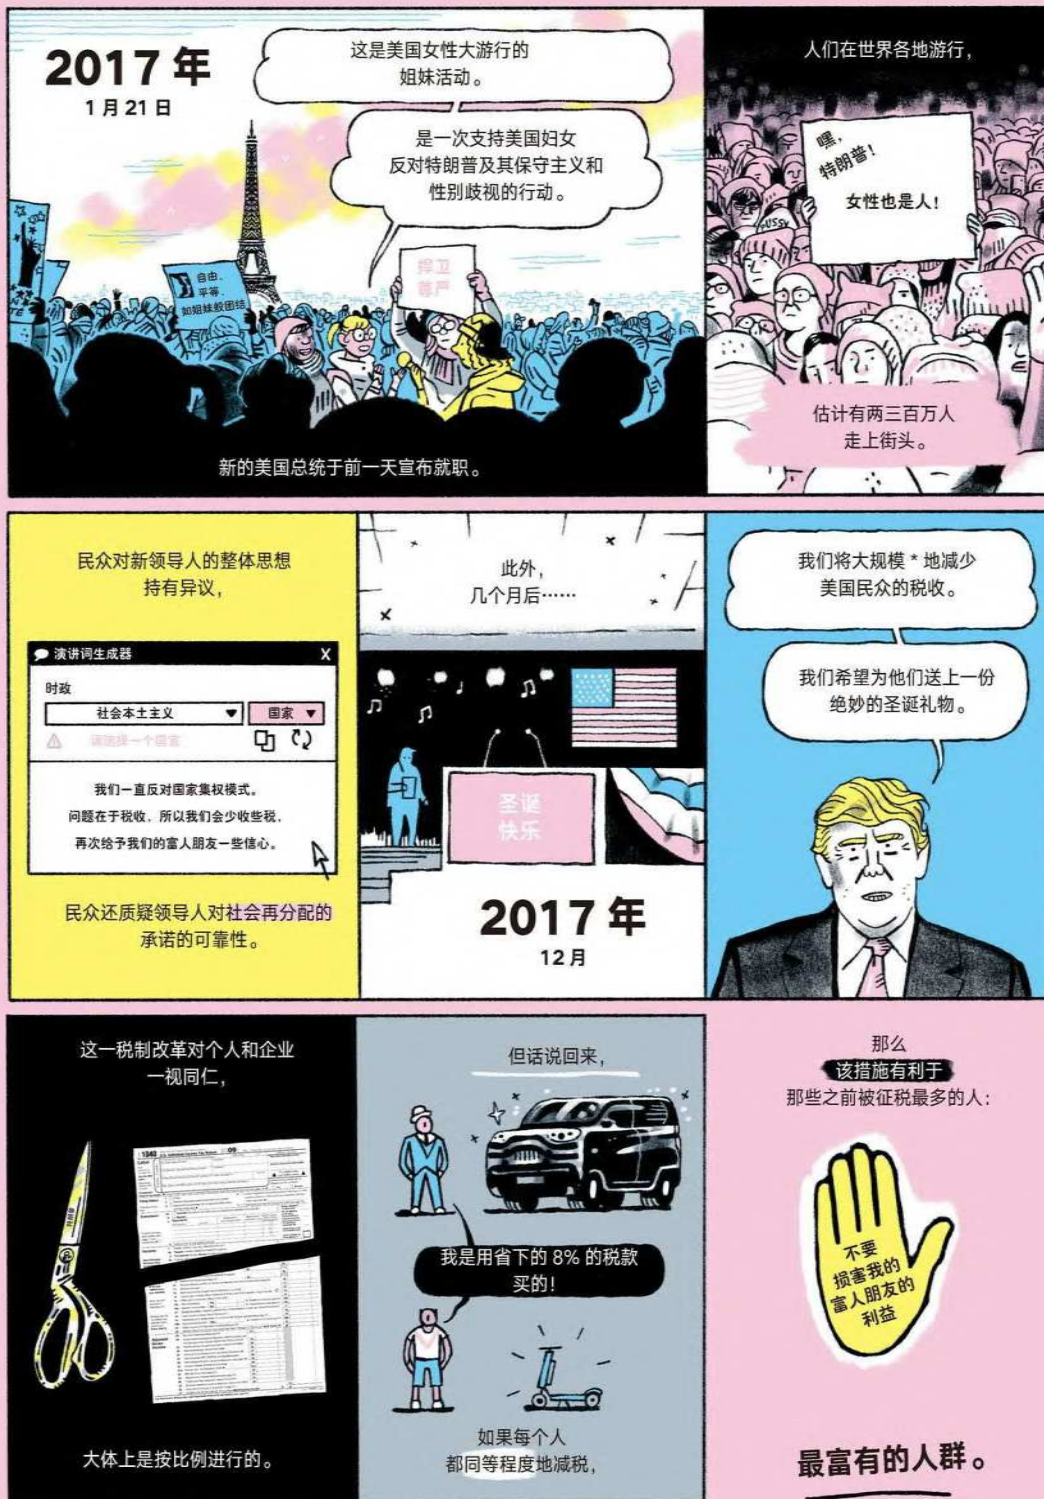 2017 年
1 月 21 日
这是美国女性大游行的
姐妹活动。
是一次支持美国妇女
反对特朗普及其保守主义和
性别歧视的行动。
自由、
平等、
如姐妹般团结
捍卫
尊严
新的美国总统于前一天宣布就职。
人们在世界各地游行，
嘿，
特朗普！
女性也是人！
PUSSY
估计有两三百万人
走上街头。
民众对新领导人的整体思想
持有异议，
演讲词生成器 X
时政
社会本土主义
国家
请选择一个国家
我们一直反对国家集权模式。
问题在于税收，所以我们会少收些税，
再次给予我们的富人朋友一些信心。
民众还质疑领导人对社会再分配的
承诺的可靠性。
此外，
几个月后……
圣诞
快乐
2017 年
12 月
我们将大规模 * 地减少
美国民众的税收。
我们希望为他们送上一份
绝妙的圣诞礼物。
这一税制改革对个人和企业
一视同仁，
1040
大体上是按比例进行的。
但话说回来，
我是用省下的 8% 的税款
买的！
如果每个人
都同等程度地减税，
那么
该措施有利于
那些之前被征税最多的人：
不要
损害我的
富人朋友的
利益
最富有的人群。